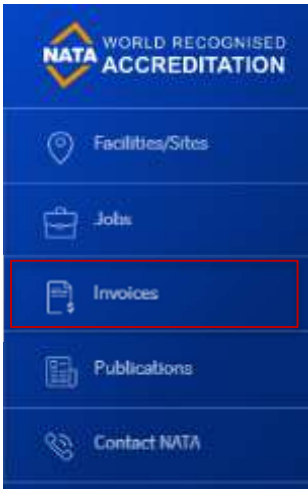 NATA WORLD RECOGNISED
ACCREDITATION
Facilities/Sites
Jobs
Invoices
Publications
Contact NATA